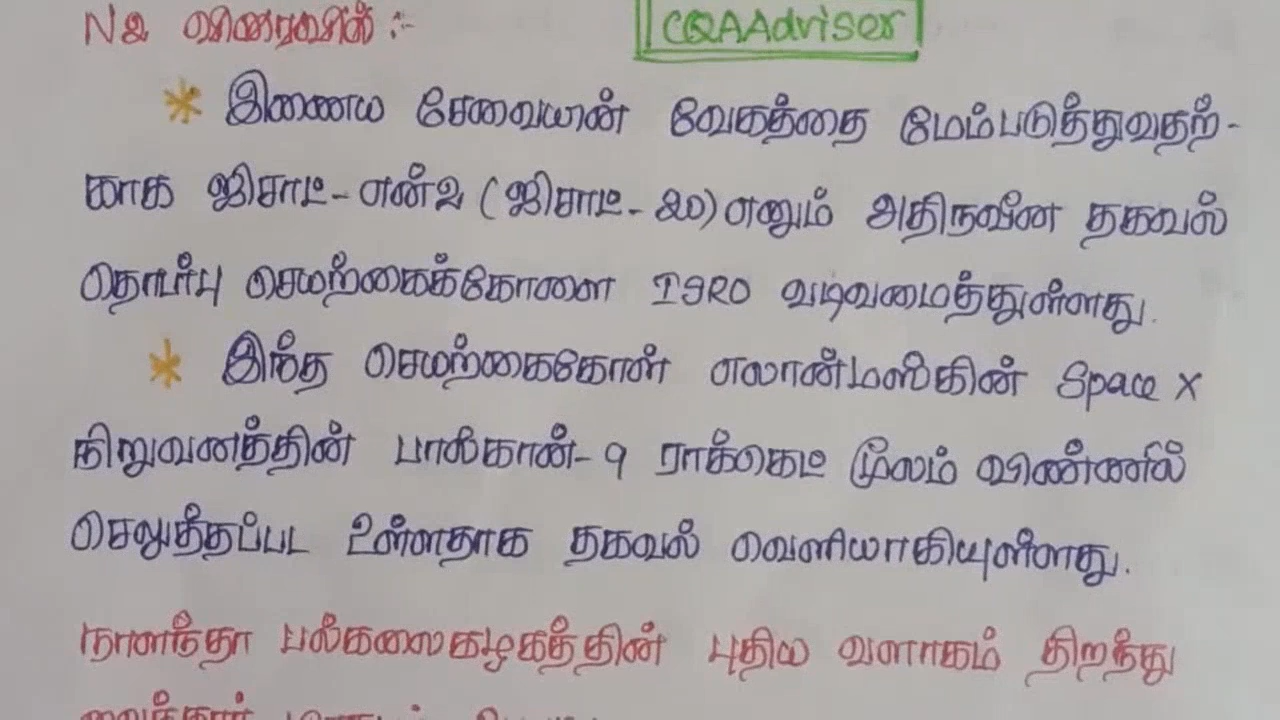 N2 விரைவில் :-
CQAAdviser
* இணைய சேவையின் வேகத்தை மேம்படுத்துவதற்-
காக ஜிசாட்-என்2 (ஜிசாட்-20) எனும் அதிநவீன தகவல்
தொடர்பு செயற்கைக்கோளை ISRO வடிவமைத்துள்ளது.
* இந்த செயற்கைகோள் எலான்மஸ்கின் Space X
நிறுவனத்தின் பால்கான்-9 ராக்கெட் மூலம் விண்ணில்
செலுத்தப்பட உள்ளதாக தகவல் வெளியாகியுள்ளது.
நாளந்தா பல்கலைகழகத்தின் புதிய வளாகம் திறந்து
வைத்தார்